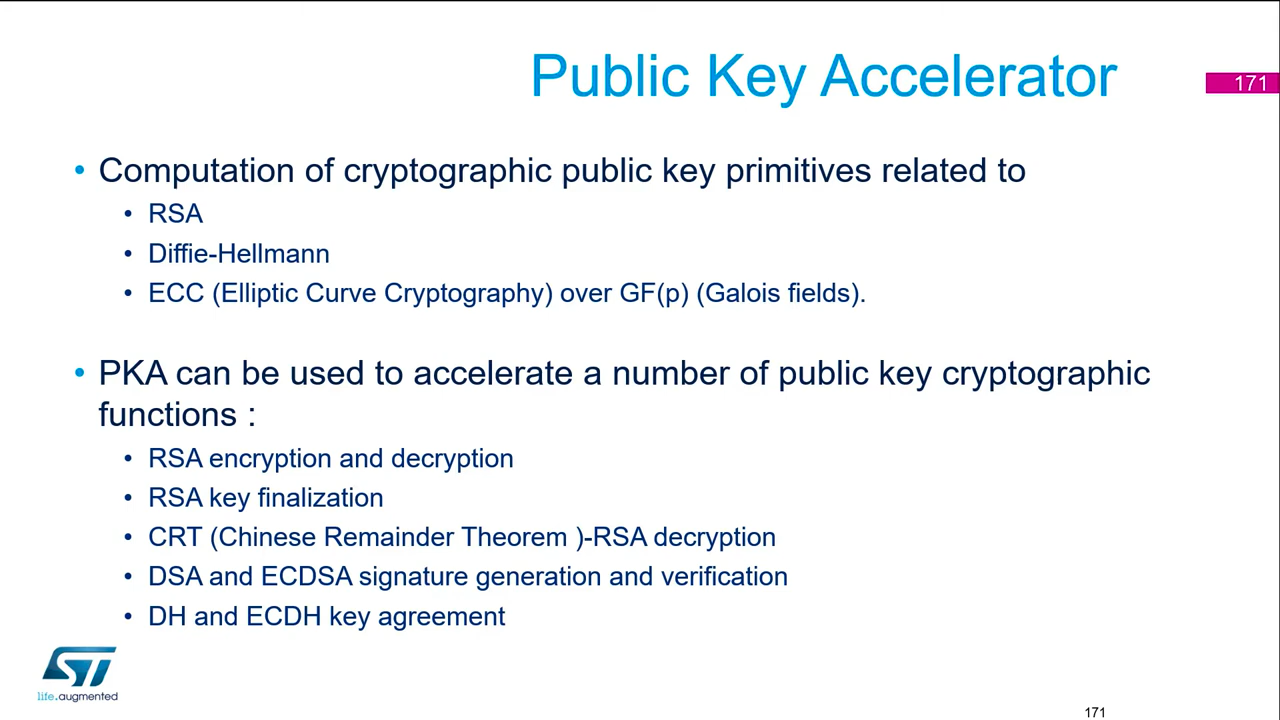 Public Key Accelerator
171
• Computation of cryptographic public key primitives related to
• RSA
• Diffie-Hellmann
• ECC (Elliptic Curve Cryptography) over GF(p) (Galois fields).
• PKA can be used to accelerate a number of public key cryptographic
functions :
• RSA encryption and decryption
• RSA key finalization
• CRT (Chinese Remainder Theorem )-RSA decryption
• DSA and ECDSA signature generation and verification
• DH and ECDH key agreement
ST
life.augmented
171